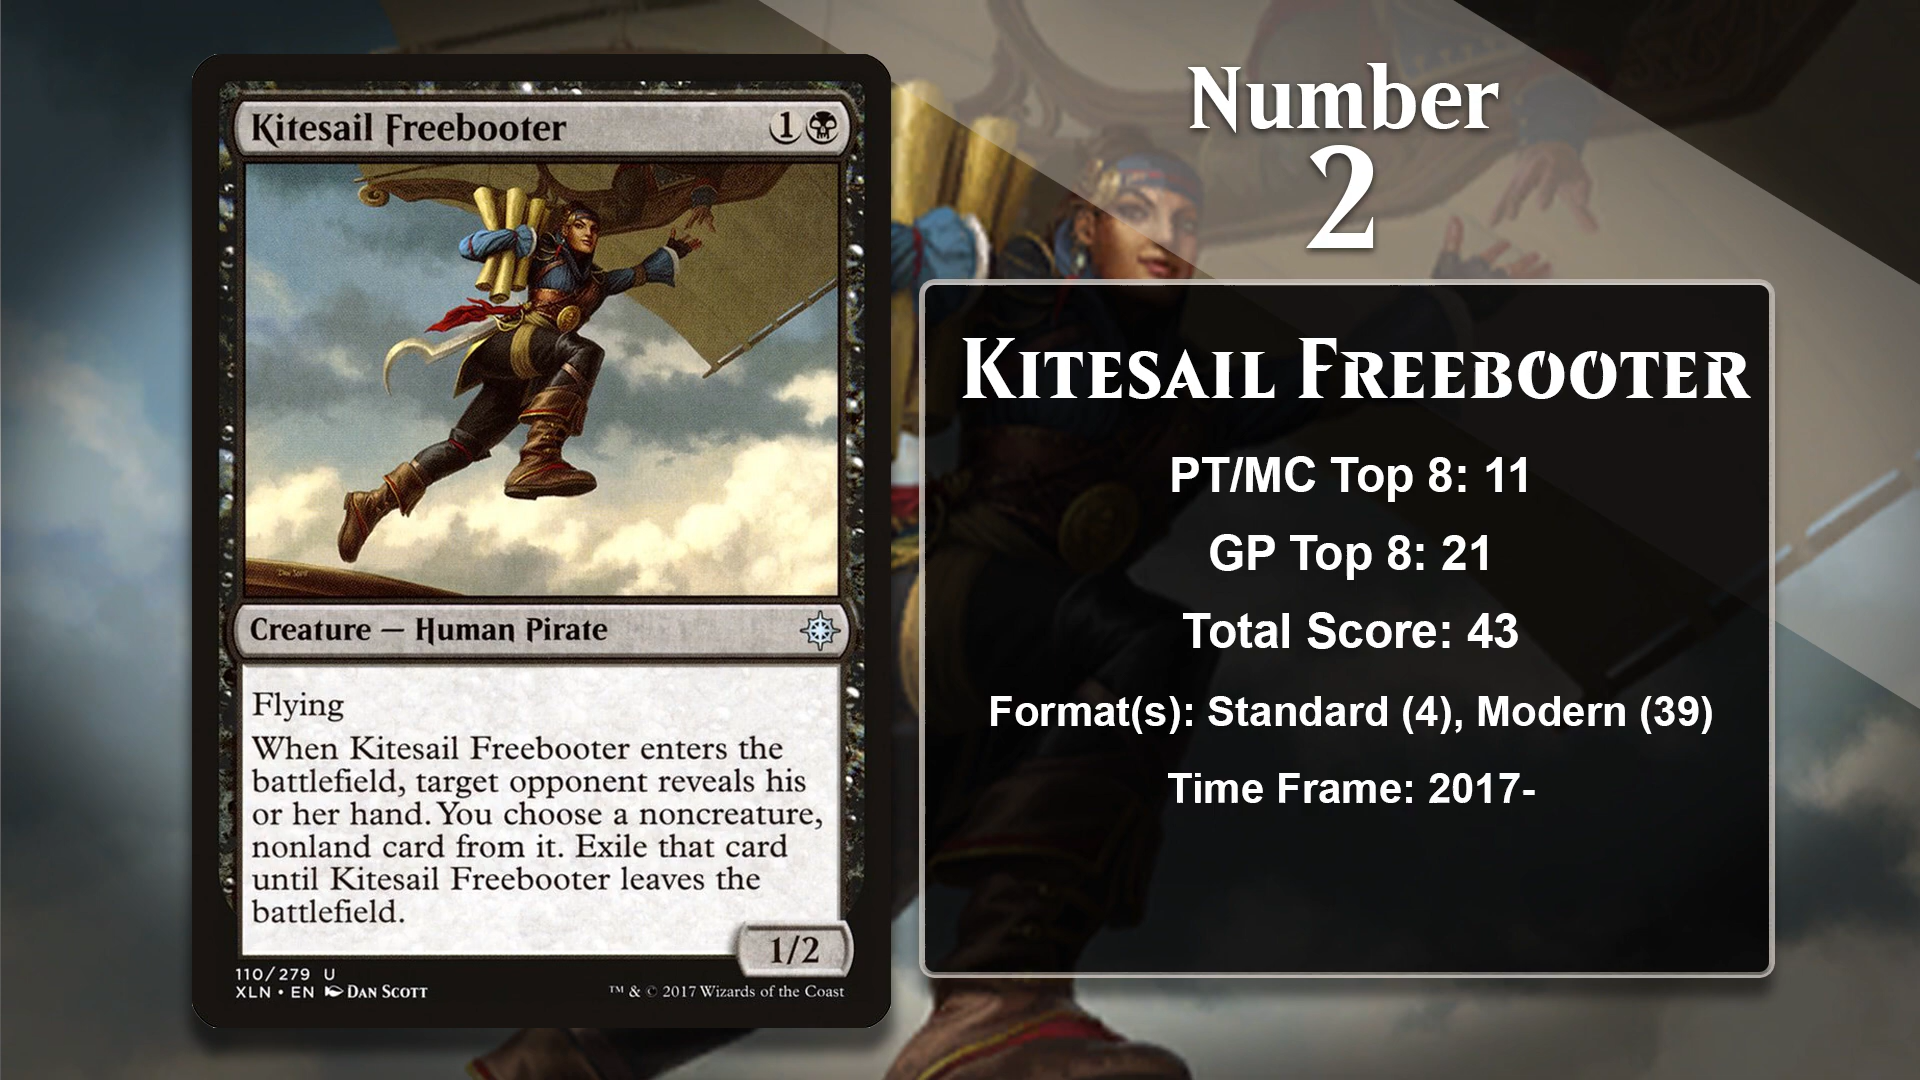 Kitesail Freebooter 1
Creature — Human Pirate
Flying
When Kitesail Freebooter enters the
battlefield, target opponent reveals his
or her hand. You choose a noncreature,
nonland card from it. Exile that card
until Kitesail Freebooter leaves the
battlefield.
1/2
110/279 U
XLN • EN Dan Scott
™ & © 2017 Wizards of the Coast
Number
2
Kitesail Freebooter
PT/MC Top 8: 11
GP Top 8: 21
Total Score: 43
Format(s): Standard (4), Modern (39)
Time Frame: 2017-